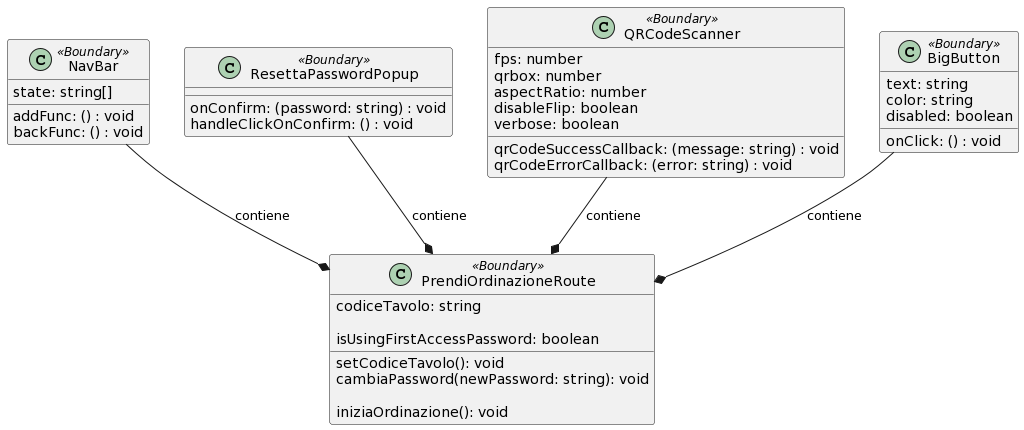 C «Boundary»
NavBar
state: string[]
addFunc: () : void
backFunc: () : void
C «Boundary»
ResettaPasswordPopup
onConfirm: (password: string) : void
handleClickOnConfirm: () : void
C «Boundary»
QRCodeScanner
fps: number
qrbox: number
aspectRatio: number
disableFlip: boolean
verbose: boolean
qrCodeSuccessCallback: (message: string) : void
qrCodeErrorCallback: (error: string) : void
C «Boundary»
BigButton
text: string
color: string
disabled: boolean
onClick: () : void
contiene
contiene
contiene
contiene
C «Boundary»
PrendiOrdinazioneRoute
codiceTavolo: string
isUsingFirstAccessPassword: boolean
setCodiceTavolo(): void
cambiaPassword(newPassword: string): void
iniziaOrdinazione(): void